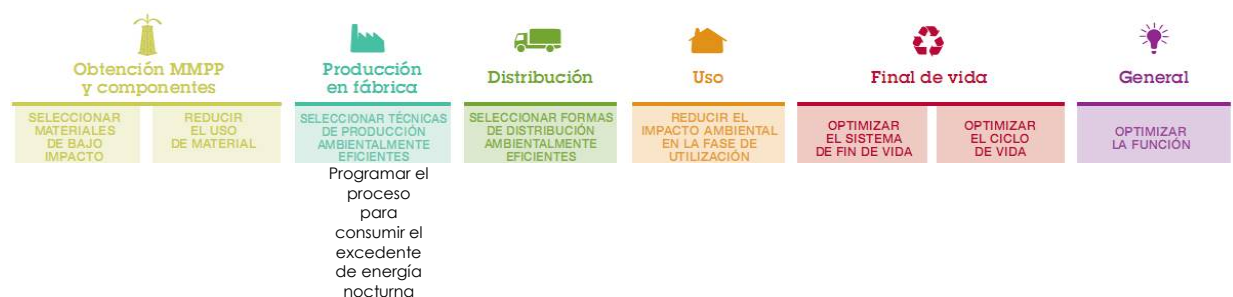 Obtención MMPP
y componentes
Producción
en fábrica
Distribución
Uso
Final de vida
General
SELECCIONAR
MATERIALES
DE BAJO
IMPACTO
REDUCIR
EL USO
DE MATERIAL
SELECCIONAR TÉCNICAS
DE PRODUCCIÓN
AMBIENTALMENTE
EFICIENTES
SELECCIONAR FORMAS
DE DISTRIBUCIÓN
AMBIENTALMENTE
EFICIENTES
REDUCIR EL
IMPACTO AMBIENTAL
EN LA FASE DE
UTILIZACIÓN
OPTIMIZAR
EL SISTEMA
DE FIN DE VIDA
OPTIMIZAR
EL CICLO
DE VIDA
OPTIMIZAR
LA FUNCIÓN
Programar el
proceso
para
consumir el
excedente
de energía
nocturna